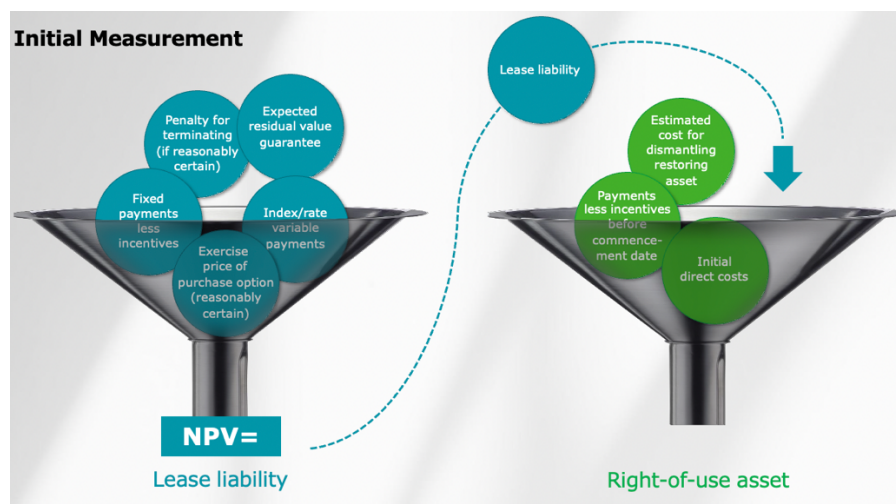 Initial Measurement
Penalty for
terminating
(if reasonably
certain)
Expected
residual value
guarantee
Fixed
payments
less
incentives
Index/rate
variable
payments
Exercise
price of
purchase option
(reasonably
certain)
NPV=
Lease liability
Lease liability
Estimated
cost for
dismantling
restoring
asset
Payments
less incentives
before
commence-
ment date
Initial
direct costs
Right-of-use asset